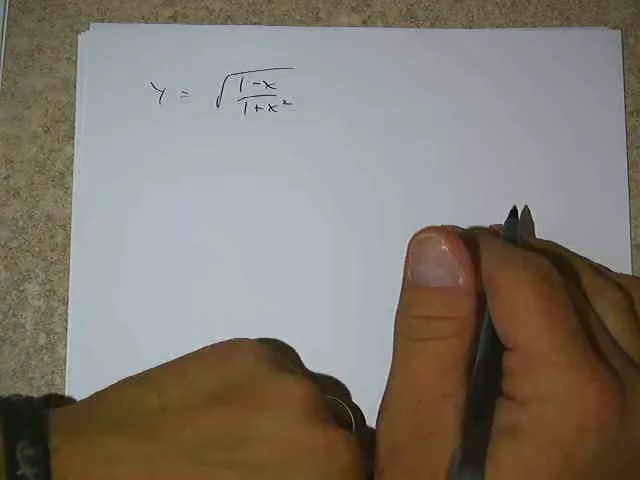 y = √((1-x)/(1+x²))